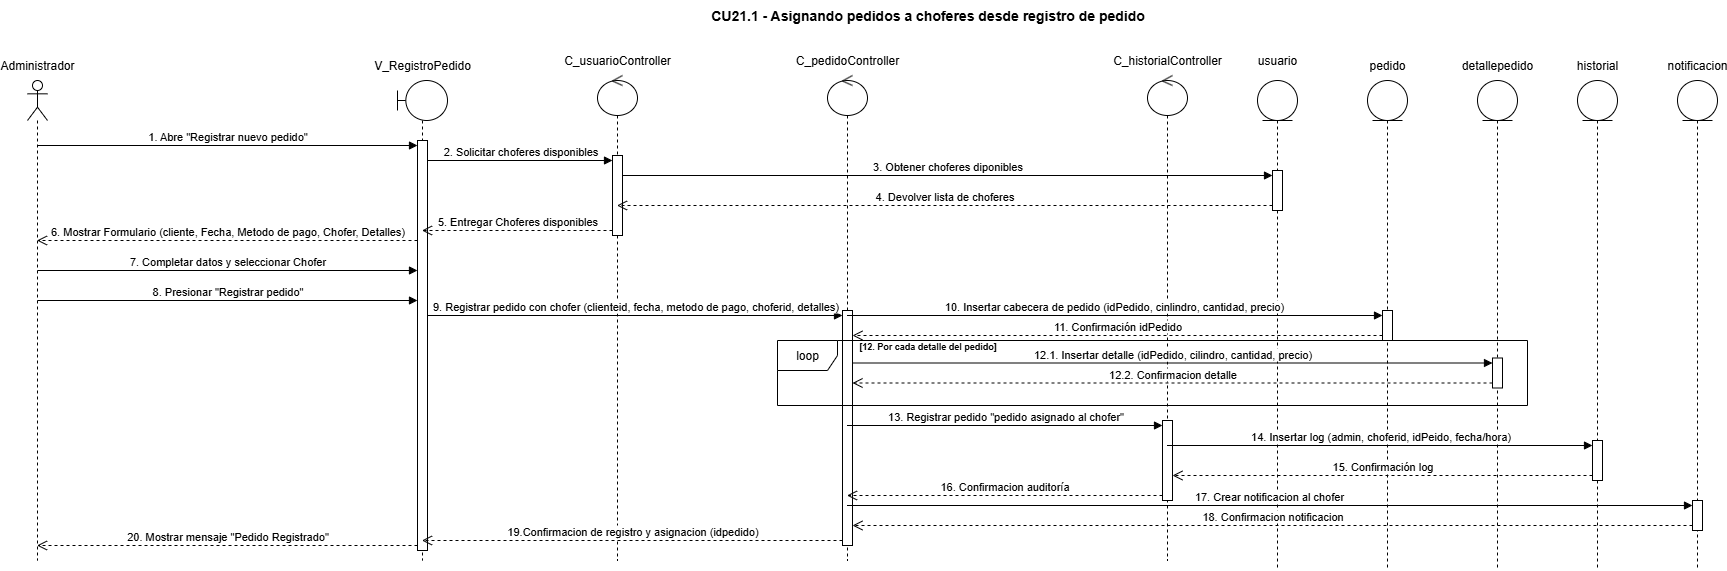 CU21.1 - Asignando pedidos a choferes desde registro de pedido
Administrador
V_RegistroPedido
C_usuarioController
C_pedidoController
C_historialController
usuario
pedido
detallepedido
historial
notificacion
1. Abre "Registrar nuevo pedido"
2. Solicitar choferes disponibles
3. Obtener choferes diponibles
4. Devolver lista de choferes
5. Entregar Choferes disponibles
6. Mostrar Formulario (cliente, Fecha, Metodo de pago, Chofer, Detalles)
7. Completar datos y seleccionar Chofer
8. Presionar "Registrar pedido"
9. Registrar pedido con chofer (clienteid, fecha, metodo de pago, choferid, detalles)
10. Insertar cabecera de pedido (idPedido, cinlindro, cantidad, precio)
11. Confirmación idPedido
loop
[12. Por cada detalle del pedido]
12.1. Insertar detalle (idPedido, cilindro, cantidad, precio)
12.2. Confirmacion detalle
13. Registrar pedido "pedido asignado al chofer"
14. Insertar log (admin, choferid, idPeido, fecha/hora)
15. Confirmación log
16. Confirmacion auditoría
17. Crear notificacion al chofer
18. Confirmacion notificacion
19.Confirmacion de registro y asignacion (idpedido)
20. Mostrar mensaje "Pedido Registrado"